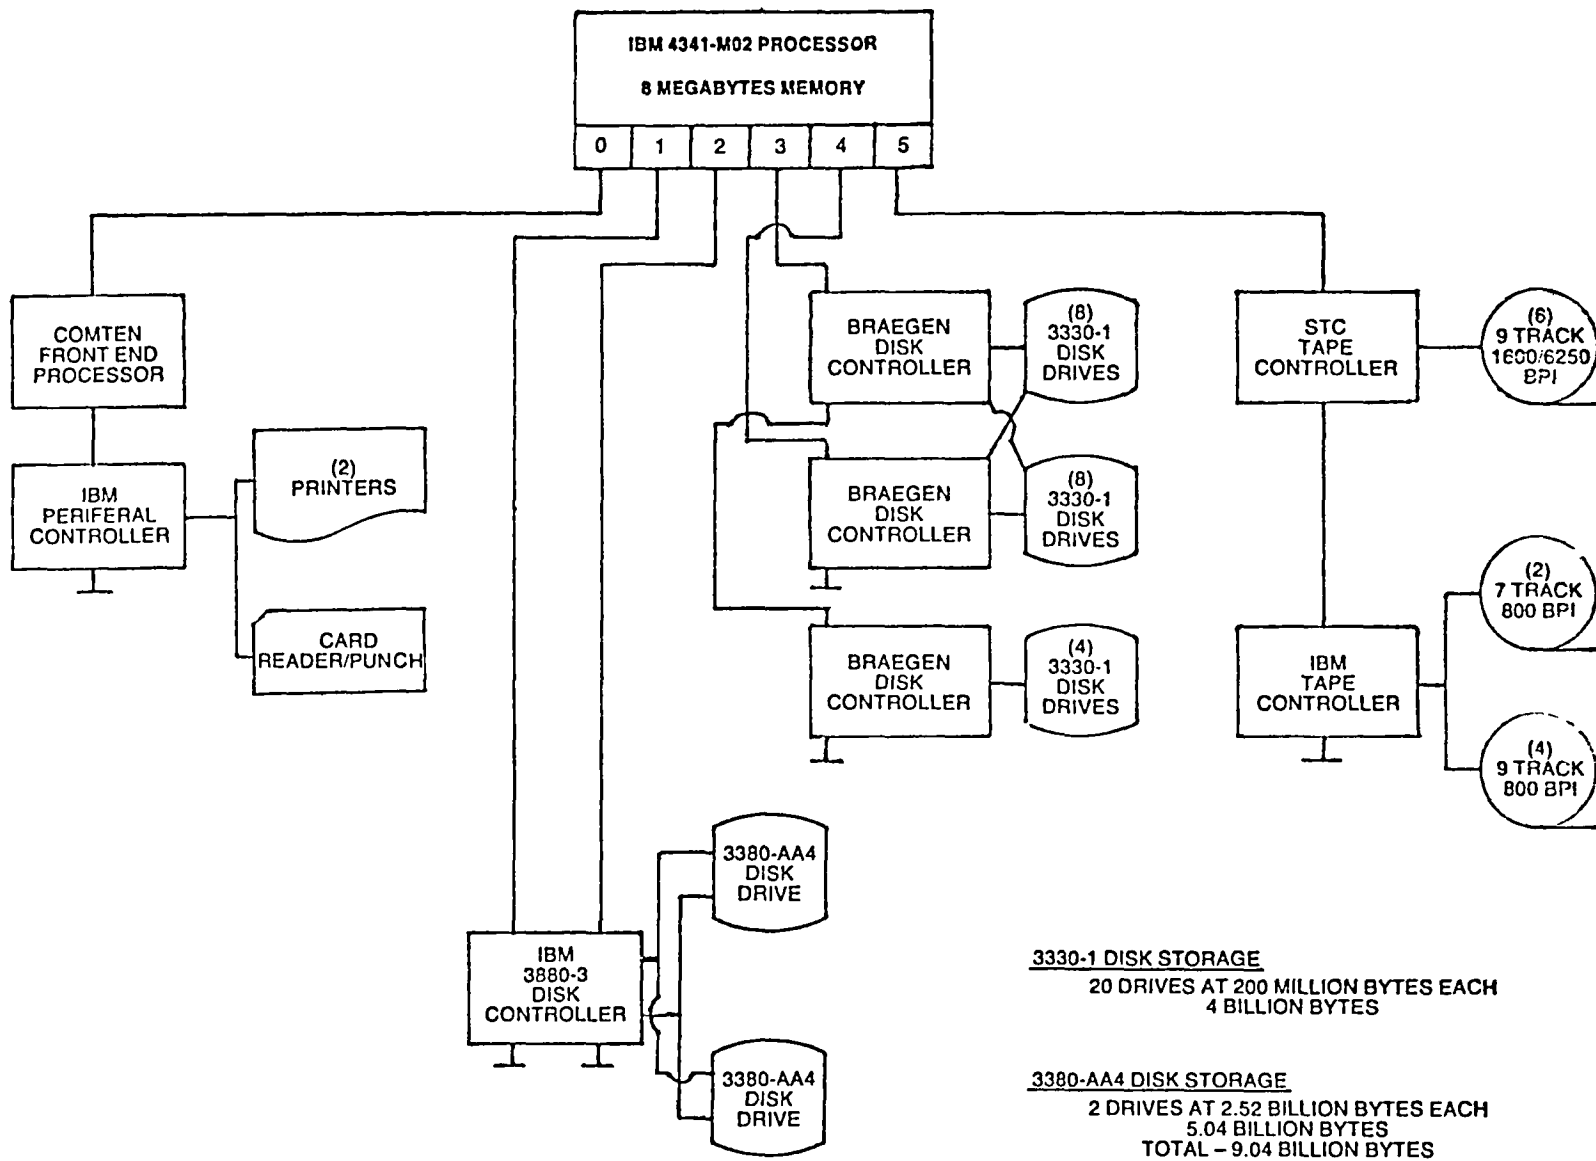 IBM 4341-M02 PROCESSOR
8 MEGABYTES MEMORY
0 1 2 3 4 5
COMTEN
FRONT END
PROCESSOR
IBM
PERIFERAL
CONTROLLER
(2)
PRINTERS
CARD
READER/PUNCH
BRAEGEN
DISK
CONTROLLER
(8)
3330-1
DISK
DRIVES
BRAEGEN
DISK
CONTROLLER
(8)
3330-1
DISK
DRIVES
BRAEGEN
DISK
CONTROLLER
(4)
3330-1
DISK
DRIVES
STC
TAPE
CONTROLLER
(6)
9 TRACK
1600/6250
BPI
IBM
TAPE
CONTROLLER
(2)
7 TRACK
800 BPI
(4)
9 TRACK
800 BPI
IBM
3880-3
DISK
CONTROLLER
3380-AA4
DISK
DRIVE
3380-AA4
DISK
DRIVE
3330-1 DISK STORAGE
20 DRIVES AT 200 MILLION BYTES EACH
4 BILLION BYTES
3380-AA4 DISK STORAGE
2 DRIVES AT 2.52 BILLION BYTES EACH
5.04 BILLION BYTES
TOTAL – 9.04 BILLION BYTES